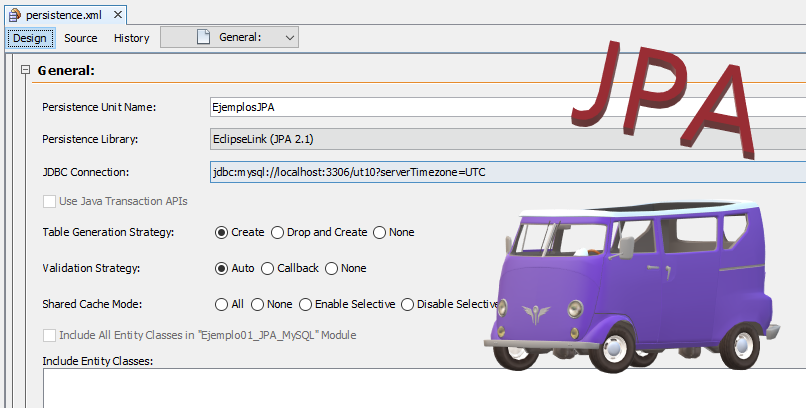 persistence.xml
Design Source History General:
General:
JPA
Persistence Unit Name: EjemplosJPA
Persistence Library: EclipseLink (JPA 2.1)
JDBC Connection: jdbc:mysql://localhost:3306/ut10?serverTimezone=UTC
Use Java Transaction APIs
Table Generation Strategy: Create Drop and Create None
Validation Strategy: Auto Callback None
Shared Cache Mode: All None Enable Selective Disable Selective
Include All Entity Classes in "Ejemplo01_JPA_MySQL" Module
Include Entity Classes: